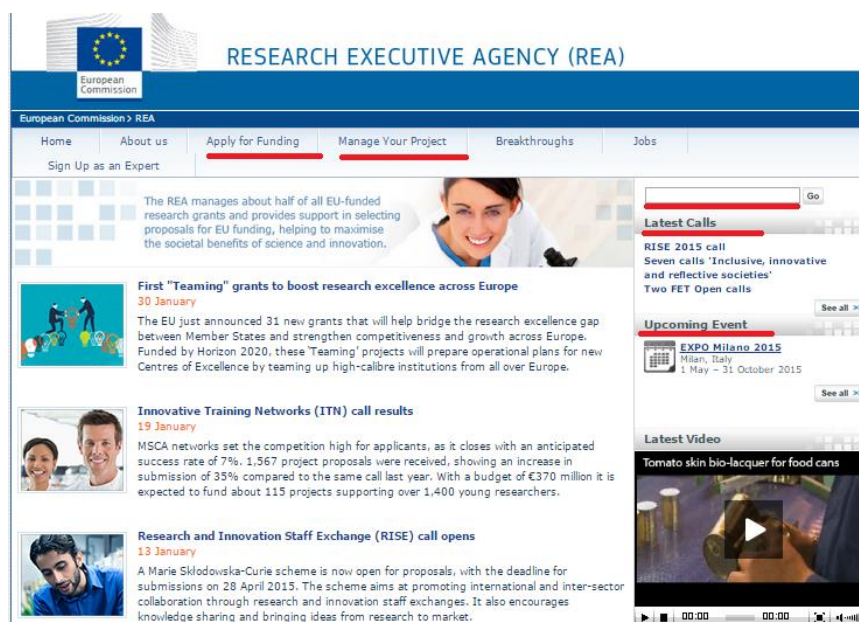 RESEARCH EXECUTIVE AGENCY (REA)
European
Commission
European Commission > REA
Home
About us
Apply for Funding
Manage Your Project
Breakthroughs
Jobs
Sign Up as an Expert
The REA manages about half of all EU-funded
research grants and provides support in selecting
proposals for EU funding, helping to maximise
the societal benefits of science and innovation.
First "Teaming" grants to boost research excellence across Europe
30 January
The EU just announced 31 new grants that will help bridge the research excellence gap
between Member States and strengthen competitiveness and growth across Europe.
Funded by Horizon 2020, these 'Teaming' projects will prepare operational plans for new
Centres of Excellence by teaming up high-calibre institutions from all over Europe.
Innovative Training Networks (ITN) call results
19 January
MSCA networks set the competition high for applicants, as it closes with an anticipated
success rate of 7%. 1,567 project proposals were received, showing an increase in
submission of 35% compared to the same call last year. With a budget of €370 million it is
expected to fund about 115 projects supporting over 1,400 young researchers.
Research and Innovation Staff Exchange (RISE) call opens
13 January
A Marie Skłodowska-Curie scheme is now open for proposals, with the deadline for
submissions on 28 April 2015. The scheme aims at promoting international and inter-sector
collaboration through research and innovation staff exchanges. It also encourages
knowledge sharing and bringing ideas from research to market.
Go
Latest Calls
RISE 2015 call
Seven calls 'Inclusive, innovative
and reflective societies'
Two FET Open calls
See all
Upcoming Event
EXPO Milano 2015
Milan, Italy
1 May – 31 October 2015
See all
Latest Video
Tomato skin bio-lacquer for food cans
00:00
00:00